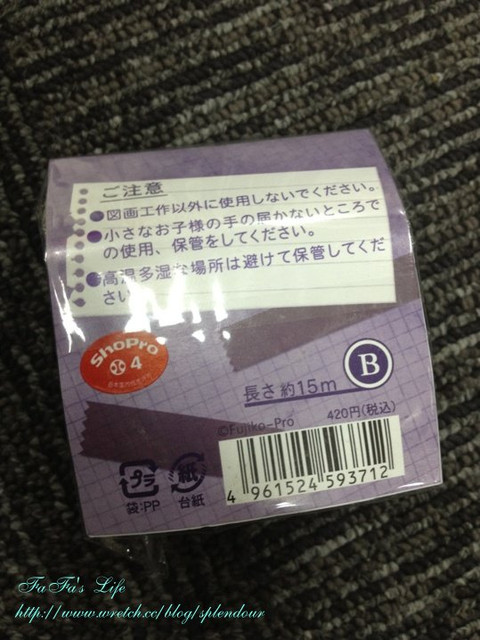 ご注意
●図画工作以外に使用しないでください。
●小さなお子様の手の届かないところで
の使用、保管をしてください。
●高温多湿な場所は避けて保管してくだ
さい
ShoPro
4
B
長さ約15m
©Fujiko-Pro
420円(税込)
プラ
紙
袋:PP
台紙
4 961524 593712
FaFa's Life
http://www.wretch.cc/blog/splendour